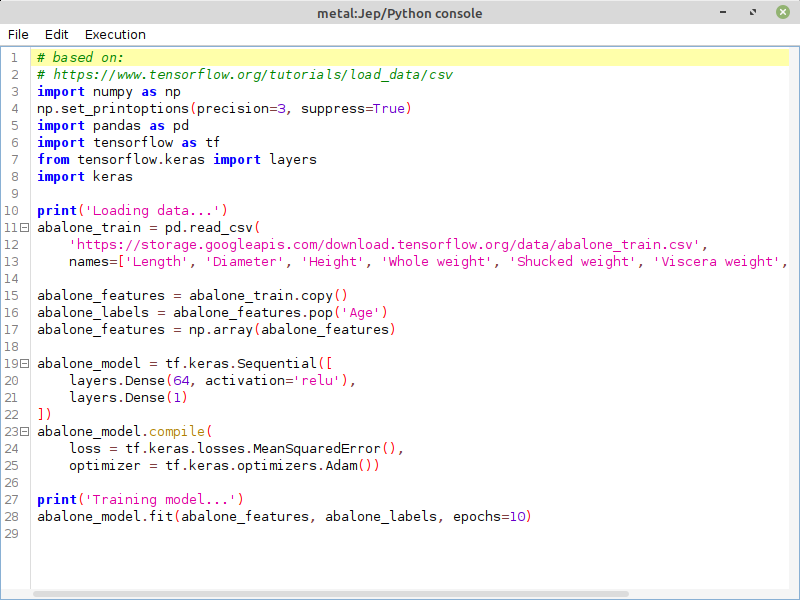 metal:Jep/Python console
File Edit Execution
1 # based on:
2 # https://www.tensorflow.org/tutorials/load_data/csv
3 import numpy as np
4 np.set_printoptions(precision=3, suppress=True)
5 import pandas as pd
6 import tensorflow as tf
7 from tensorflow.keras import layers
8 import keras
9
10 print('Loading data...')
11 abalone_train = pd.read_csv(
12     'https://storage.googleapis.com/download.tensorflow.org/data/abalone_train.csv',
13     names=['Length', 'Diameter', 'Height', 'Whole weight', 'Shucked weight', 'Viscera weight',
14
15 abalone_features = abalone_train.copy()
16 abalone_labels = abalone_features.pop('Age')
17 abalone_features = np.array(abalone_features)
18
19 abalone_model = tf.keras.Sequential([
20     layers.Dense(64, activation='relu'),
21     layers.Dense(1)
22 ])
23 abalone_model.compile(
24     loss = tf.keras.losses.MeanSquaredError(),
25     optimizer = tf.keras.optimizers.Adam())
26
27 print('Training model...')
28 abalone_model.fit(abalone_features, abalone_labels, epochs=10)
29